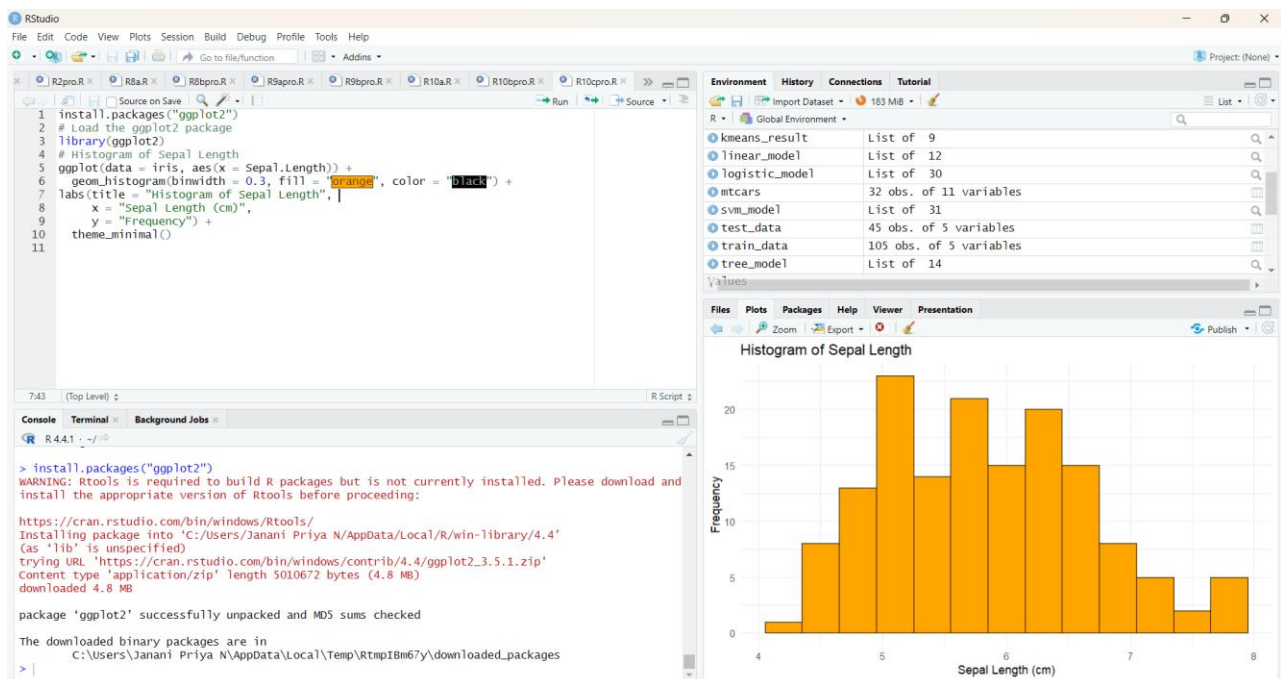 RStudio
File Edit Code View Plots Session Build Debug Profile Tools Help
Go to file/function Addins Project: (None)
R2pro.R R8a.R R8bpro.R R9apro.R R9bpro.R R10a.R R10bpro.R R10cpro.R
Source on Save Run Source
1 install.packages("ggplot2")
2 # Load the ggplot2 package
3 library(ggplot2)
4 # Histogram of Sepal Length
5 ggplot(data = iris, aes(x = Sepal.Length)) +
6   geom_histogram(binwidth = 0.3, fill = "orange", color = "black") +
7 labs(title = "Histogram of Sepal Length",
8      x = "Sepal Length (cm)",
9      y = "Frequency") +
10   theme_minimal()
11
7:43 (Top Level) R Script
Console Terminal Background Jobs
R 4.4.1 · ~/
> install.packages("ggplot2")
WARNING: Rtools is required to build R packages but is not currently installed. Please download and
install the appropriate version of Rtools before proceeding:
https://cran.rstudio.com/bin/windows/Rtools/
Installing package into ‘C:/Users/Janani Priya N/AppData/Local/R/win-library/4.4’
(as ‘lib’ is unspecified)
trying URL 'https://cran.rstudio.com/bin/windows/contrib/4.4/ggplot2_3.5.1.zip'
Content type 'application/zip' length 5010672 bytes (4.8 MB)
downloaded 4.8 MB
package ‘ggplot2’ successfully unpacked and MD5 sums checked
The downloaded binary packages are in
C:\Users\Janani Priya N\AppData\Local\Temp\RtmpIBm67y\downloaded_packages
>
Environment History Connections Tutorial
Import Dataset 183 MiB List
R Global Environment
kmeans_result List of 9
linear_model List of 12
logistic_model List of 30
mtcars 32 obs. of 11 variables
svm_model List of 31
test_data 45 obs. of 5 variables
train_data 105 obs. of 5 variables
tree_model List of 14
Values
Files Plots Packages Help Viewer Presentation
Zoom Export Publish
Histogram of Sepal Length
20
15
10
5
0
Frequency
4 5 6 7 8
Sepal Length (cm)